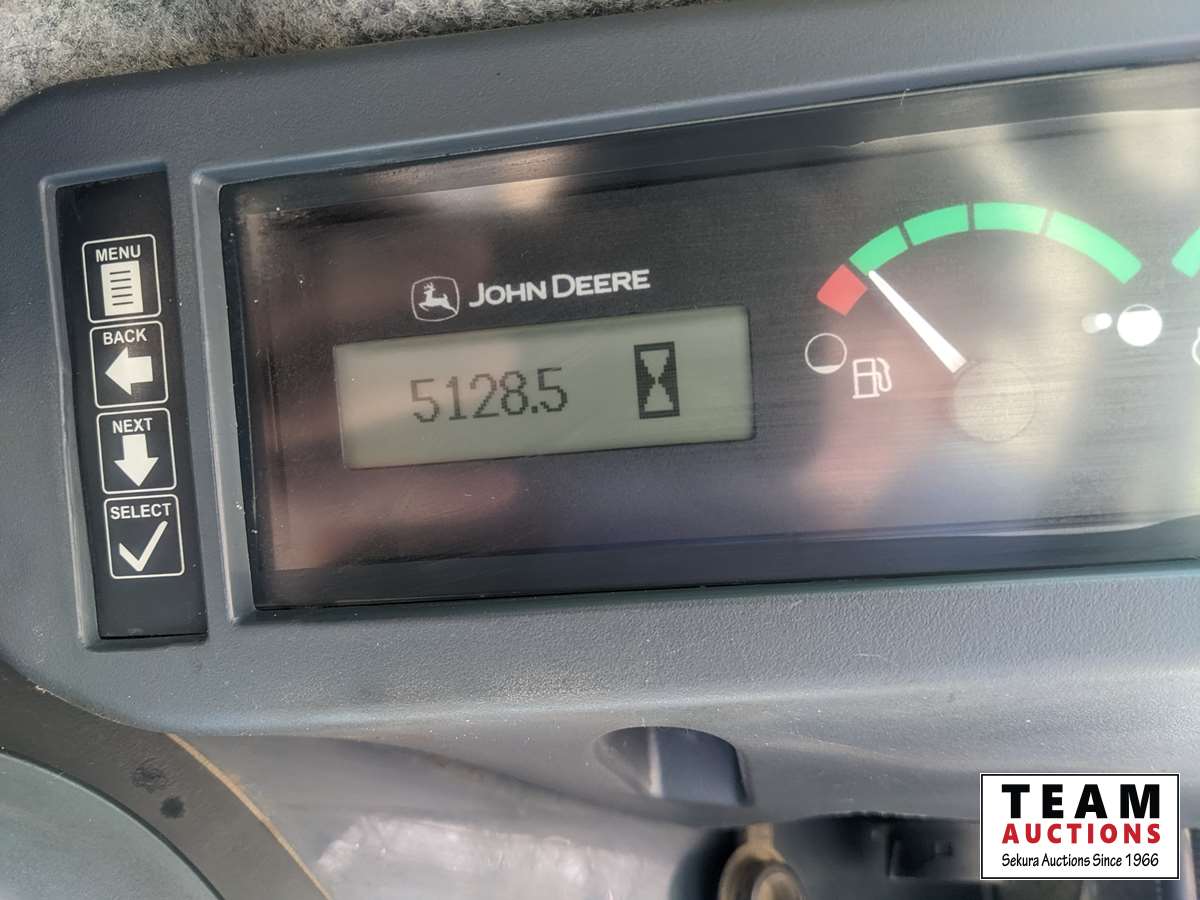 MENU
BACK
NEXT
SELECT
JOHN DEERE
5128.5
TEAM
AUCTIONS
Sekura Auctions Since 1966